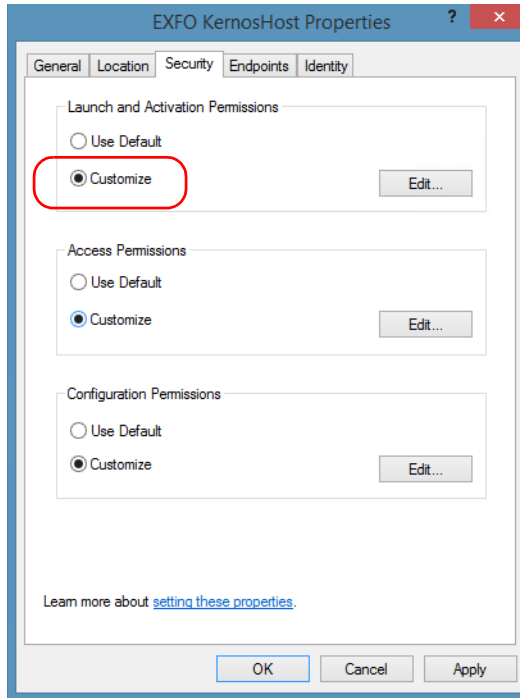 EXFO KernosHost Properties ? ×
General Location Security Endpoints Identity
Launch and Activation Permissions
Use Default
Customize
Edit...
Access Permissions
Use Default
Customize
Edit...
Configuration Permissions
Use Default
Customize
Edit...
Learn more about setting these properties.
OK Cancel Apply